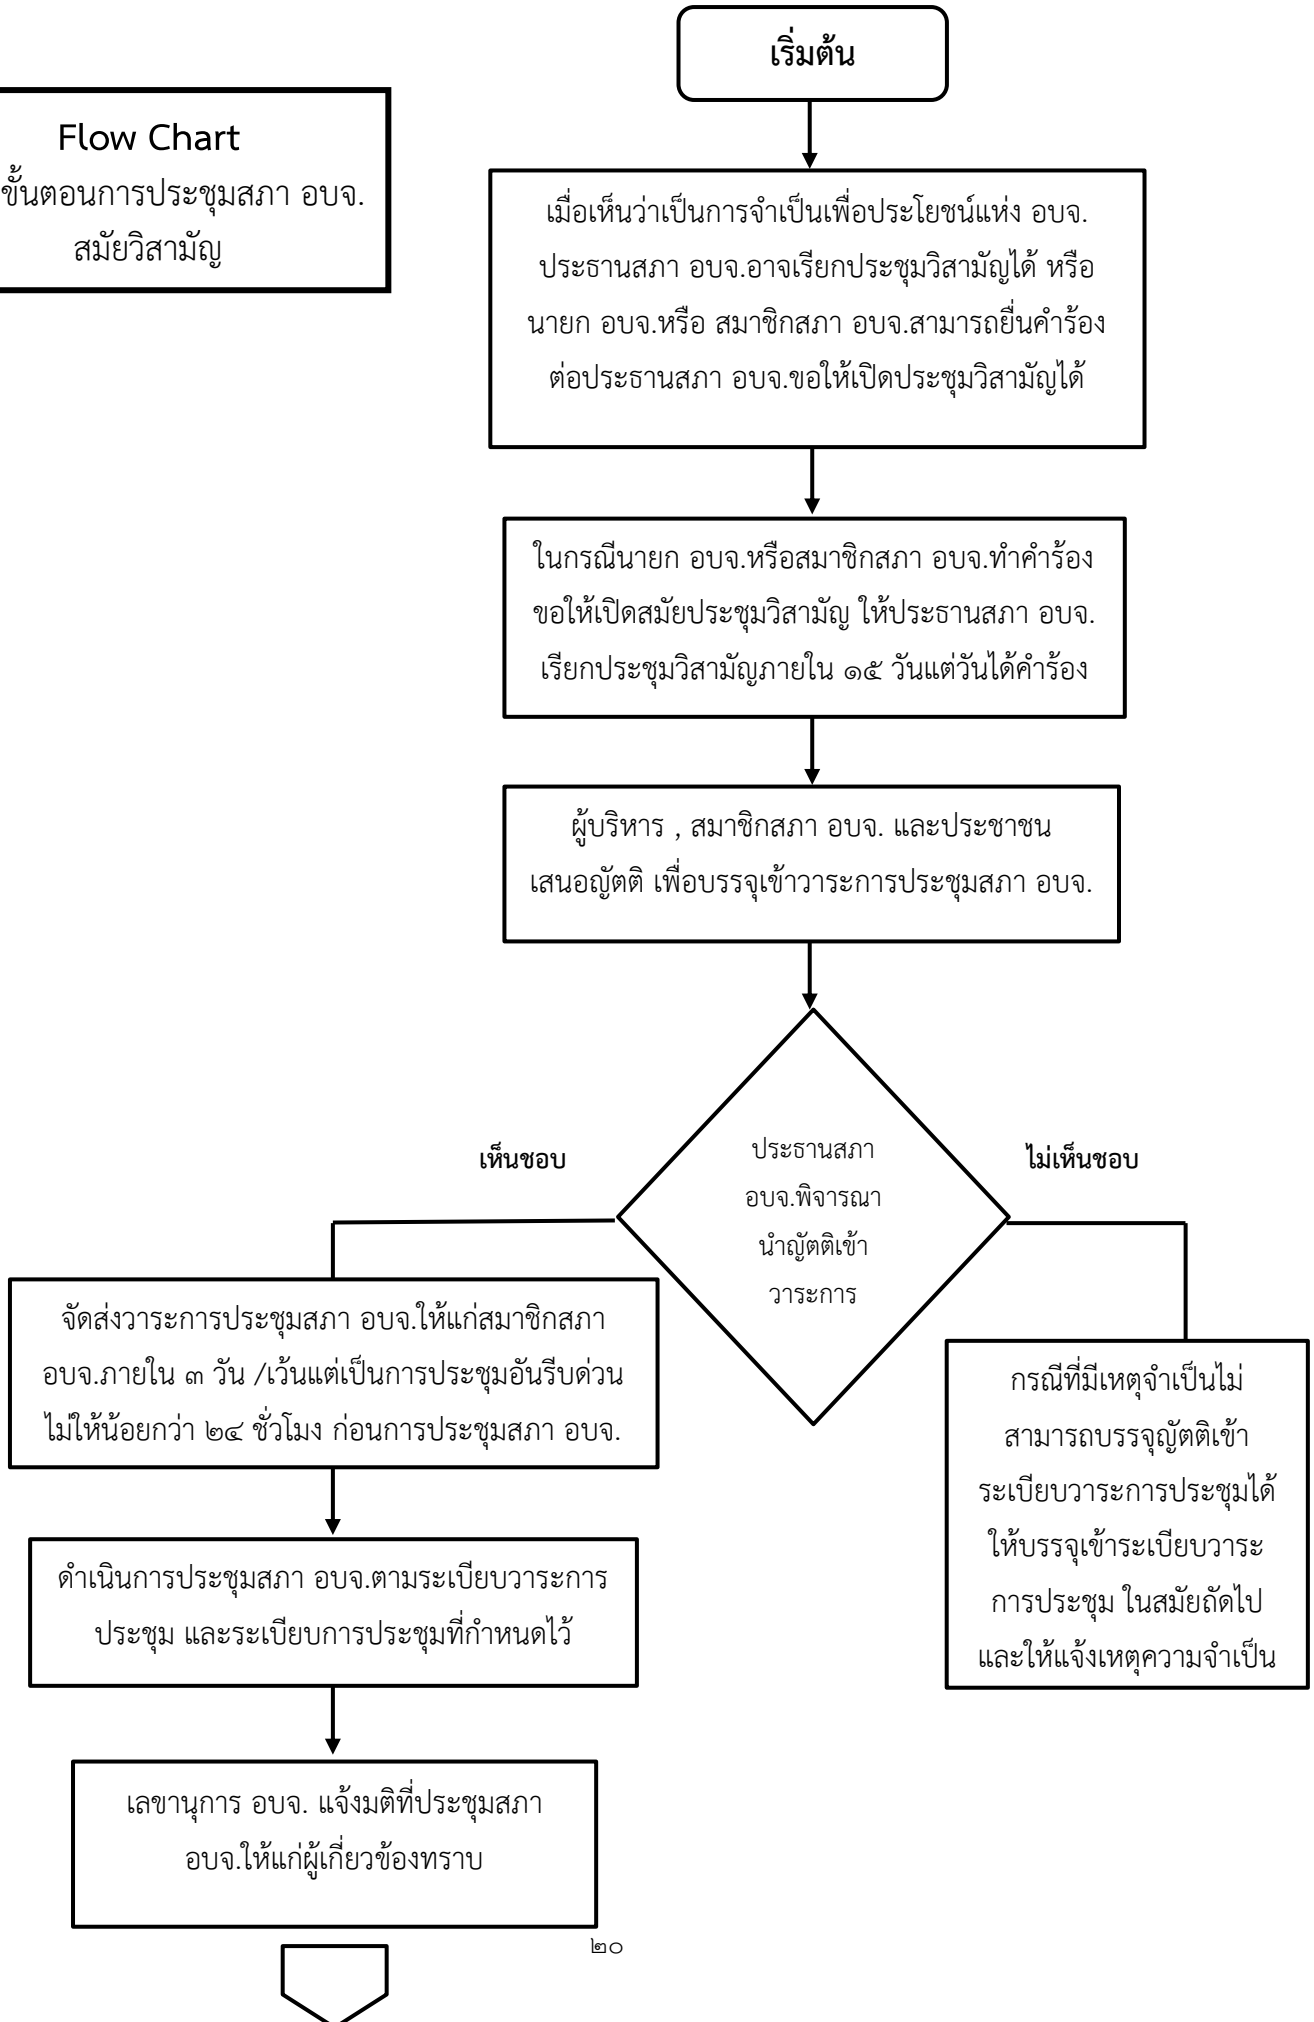 เริ่มต้น
Flow Chart
ขั้นตอนการประชุมสภา อบจ.
สมัยวิสามัญ
เมื่อเห็นว่าเป็นการจำเป็นเพื่อประโยชน์แห่ง อบจ.
ประธานสภา อบจ.อาจเรียกประชุมวิสามัญได้ หรือ
นายก อบจ.หรือ สมาชิกสภา อบจ.สามารถยื่นคำร้อง
ต่อประธานสภา อบจ.ขอให้เปิดประชุมวิสามัญได้
ในกรณีนายก อบจ.หรือสมาชิกสภา อบจ.ทำคำร้อง
ขอให้เปิดสมัยประชุมวิสามัญ ให้ประธานสภา อบจ.
เรียกประชุมวิสามัญภายใน ๑๕ วันแต่วันได้คำร้อง
ผู้บริหาร , สมาชิกสภา อบจ. และประชาชน
เสนอญัตติ เพื่อบรรจุเข้าวาระการประชุมสภา อบจ.
ประธานสภา
อบจ.พิจารณา
นำญัตติเข้า
วาระการ
เห็นชอบ
ไม่เห็นชอบ
จัดส่งวาระการประชุมสภา อบจ.ให้แก่สมาชิกสภา
อบจ.ภายใน ๓ วัน /เว้นแต่เป็นการประชุมอันรีบด่วน
ไม่ให้น้อยกว่า ๒๔ ชั่วโมง ก่อนการประชุมสภา อบจ.
กรณีที่มีเหตุจำเป็นไม่
สามารถบรรจุญัตติเข้า
ระเบียบวาระการประชุมได้
ให้บรรจุเข้าระเบียบวาระ
การประชุม ในสมัยถัดไป
และให้แจ้งเหตุความจำเป็น
ดำเนินการประชุมสภา อบจ.ตามระเบียบวาระการ
ประชุม และระเบียบการประชุมที่กำหนดไว้
เลขานุการ อบจ. แจ้งมติที่ประชุมสภา
อบจ.ให้แก่ผู้เกี่ยวข้องทราบ
๒๐